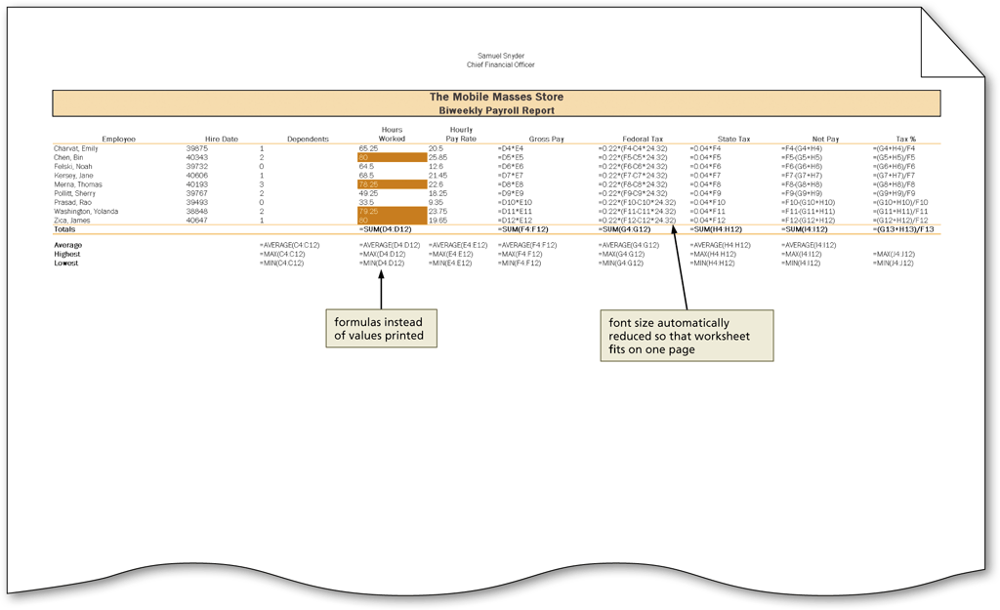 Samuel Snyder
Chief Financial Officer
The Mobile Masses Store
Biweekly Payroll Report
Employee Hire Date Dependents Hours Worked Hourly Pay Rate Gross Pay Federal Tax State Tax Net Pay Tax %
Charvat, Emily 39875 1 65.25 20.5 =D4*E4 =0.22*(F4-C4*24.32) =0.04*F4 =F4-(G4+H4) =(G4+H4)/F4
Chen, Bin 40343 2 80 25.85 =D5*E5 =0.22*(F5-C5*24.32) =0.04*F5 =F5-(G5+H5) =(G5+H5)/F5
Felski, Noah 39732 0 64.5 12.6 =D6*E6 =0.22*(F6-C6*24.32) =0.04*F6 =F6-(G6+H6) =(G6+H6)/F6
Kersey, Jane 40606 1 68.5 21.45 =D7*E7 =0.22*(F7-C7*24.32) =0.04*F7 =F7-(G7+H7) =(G7+H7)/F7
Merna, Thomas 40193 3 78.25 22.6 =D8*E8 =0.22*(F8-C8*24.32) =0.04*F8 =F8-(G8+H8) =(G8+H8)/F8
Pollitt, Sherry 39767 2 49.25 18.25 =D9*E9 =0.22*(F9-C9*24.32) =0.04*F9 =F9-(G9+H9) =(G9+H9)/F9
Prasad, Rao 39493 0 33.5 9.35 =D10*E10 =0.22*(F10-C10*24.32) =0.04*F10 =F10-(G10+H10) =(G10+H10)/F10
Washington, Yolanda 38848 2 79.25 23.75 =D11*E11 =0.22*(F11-C11*24.32) =0.04*F11 =F11-(G11+H11) =(G11+H11)/F11
Zica, James 40647 1 80 19.65 =D12*E12 =0.22*(F12-C12*24.32) =0.04*F12 =F12-(G12+H12) =(G12+H12)/F12
Totals =SUM(D4:D12) =SUM(F4:F12) =SUM(G4:G12) =SUM(H4:H12) =SUM(I4:I12) =(G13+H13)/F13
Average =AVERAGE(C4:C12) =AVERAGE(D4:D12) =AVERAGE(E4:E12) =AVERAGE(F4:F12) =AVERAGE(G4:G12) =AVERAGE(H4:H12) =AVERAGE(I4:I12)
Highest =MAX(C4:C12) =MAX(D4:D12) =MAX(E4:E12) =MAX(F4:F12) =MAX(G4:G12) =MAX(H4:H12) =MAX(I4:I12) =MAX(J4:J12)
Lowest =MIN(C4:C12) =MIN(D4:D12) =MIN(E4:E12) =MIN(F4:F12) =MIN(G4:G12) =MIN(H4:H12) =MIN(I4:I12) =MIN(J4:J12)
formulas instead
of values printed
font size automatically
reduced so that worksheet
fits on one page